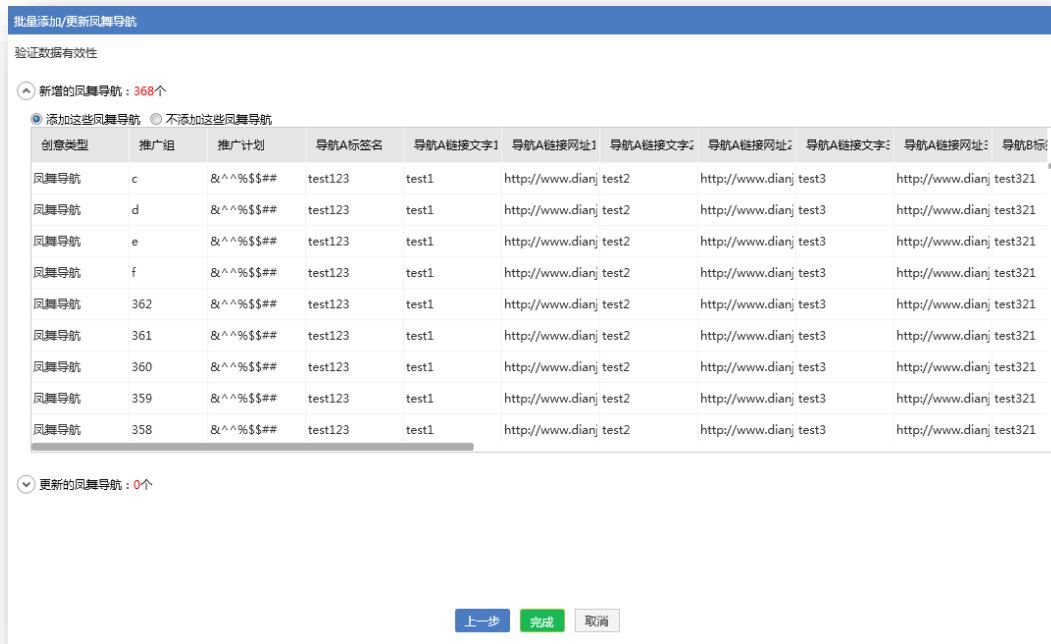 批量添加/更新凤舞导航
验证数据有效性
新增的凤舞导航：368个
添加这些凤舞导航 不添加这些凤舞导航
创意类型 推广组 推广计划 导航A标签名 导航A链接文字1 导航A链接网址1 导航A链接文字2 导航A链接网址2 导航A链接文字3 导航A链接网址3 导航B标
凤舞导航 c &^^%$$## test123 test1 http://www.dianj test2 http://www.dianj test3 http://www.dianj test321
凤舞导航 d &^^%$$## test123 test1 http://www.dianj test2 http://www.dianj test3 http://www.dianj test321
凤舞导航 e &^^%$$## test123 test1 http://www.dianj test2 http://www.dianj test3 http://www.dianj test321
凤舞导航 f &^^%$$## test123 test1 http://www.dianj test2 http://www.dianj test3 http://www.dianj test321
凤舞导航 362 &^^%$$## test123 test1 http://www.dianj test2 http://www.dianj test3 http://www.dianj test321
凤舞导航 361 &^^%$$## test123 test1 http://www.dianj test2 http://www.dianj test3 http://www.dianj test321
凤舞导航 360 &^^%$$## test123 test1 http://www.dianj test2 http://www.dianj test3 http://www.dianj test321
凤舞导航 359 &^^%$$## test123 test1 http://www.dianj test2 http://www.dianj test3 http://www.dianj test321
凤舞导航 358 &^^%$$## test123 test1 http://www.dianj test2 http://www.dianj test3 http://www.dianj test321
更新的凤舞导航：0个
上一步 完成 取消